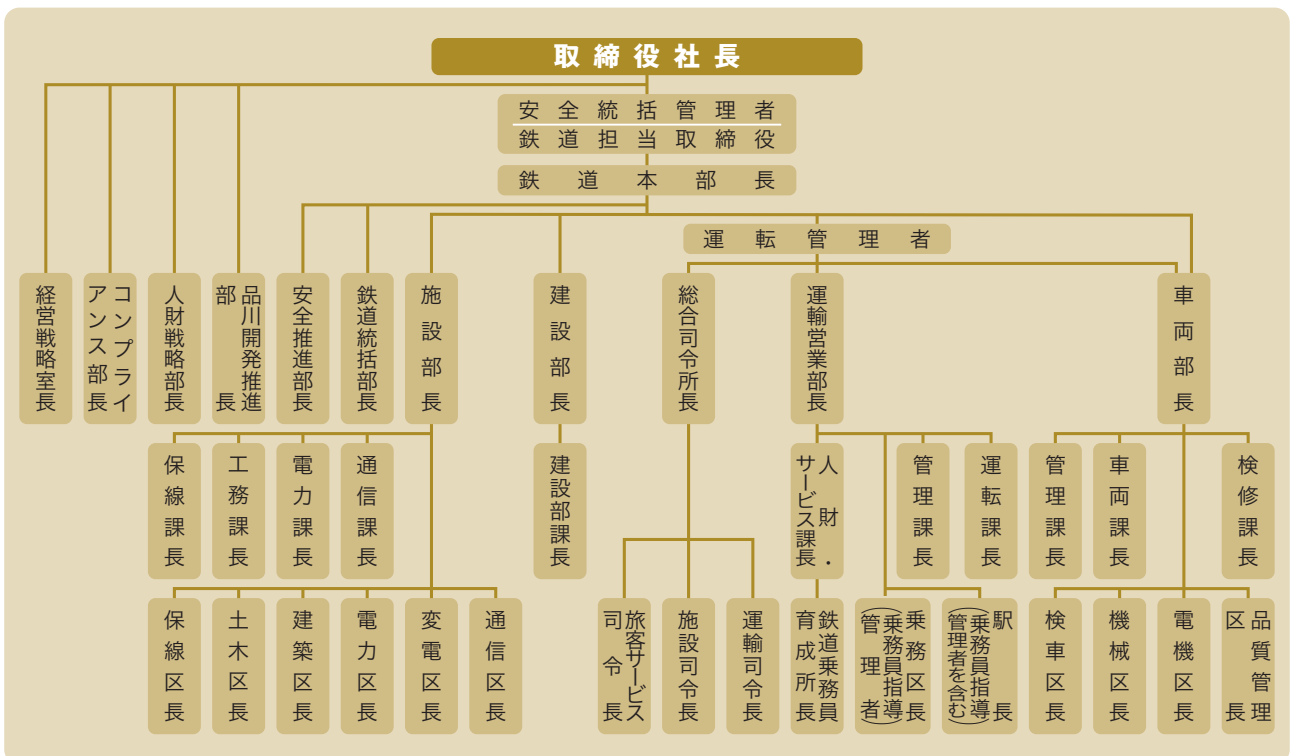 取締役社長
安全統括管理者
鉄道担当取締役
鉄道本部長
運転管理者
経営戦略室長
コンプライ
アンス部長
人財戦略部長
品川開発推進
部長
安全推進部長
鉄道統括部長
施設部長
建設部長
総合司令所長
運輸営業部長
車両部長
保線課長
工務課長
電力課長
通信課長
建設部課長
人財・
サービス課長
管理課長
運転課長
管理課長
車両課長
検修課長
保線区長
土木区長
建築区長
電力区長
変電区長
通信区長
旅客サービス
司令長
施設司令長
運輸司令長
鉄道乗務員
育成所長
乗務区長
(乗務員指導
管理者)
駅長
(乗務員指導
管理者を含む)
検車区長
機械区長
電機区長
品質管理
区長